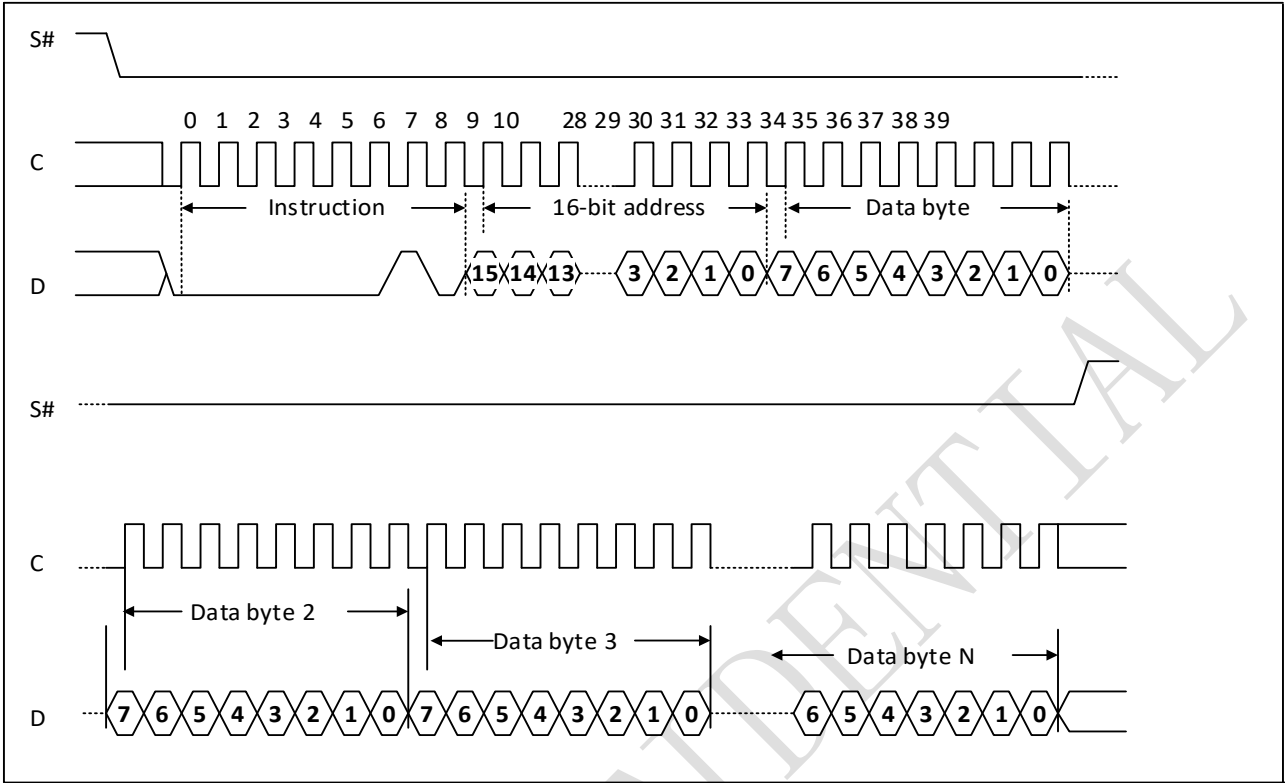 S#
0 1 2 3 4 5 6 7 8 9 10 28 29 30 31 32 33 34 35 36 37 38 39
C
Instruction 16-bit address Data byte
D 15 14 13 3 2 1 0 7 6 5 4 3 2 1 0
S#
C
Data byte 2 Data byte 3 Data byte N
D 7 6 5 4 3 2 1 0 7 6 5 4 3 2 1 0 6 5 4 3 2 1 0
DENTIAL